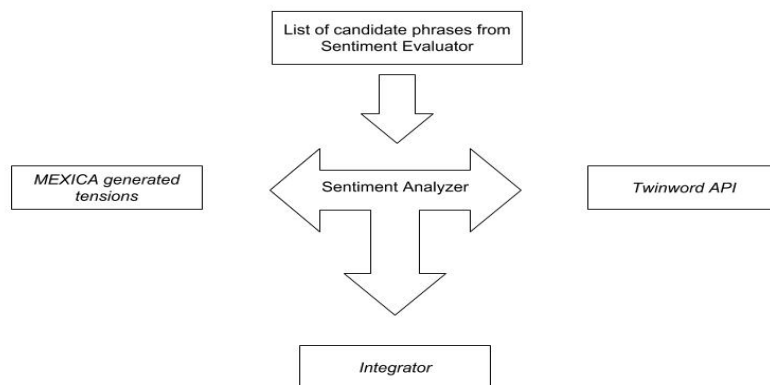 List of candidate phrases from
Sentiment Evaluator
MEXICA generated
tensions
Sentiment Analyzer
Twinword API
Integrator